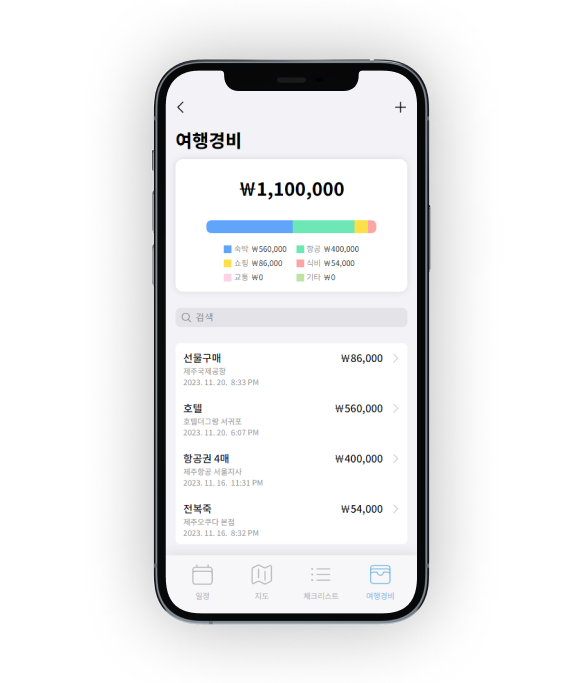 여행경비
₩1,100,000
숙박 ₩560,000 항공 ₩400,000
쇼핑 ₩86,000 식비 ₩54,000
교통 ₩0 기타 ₩0
검색
선물구매 ₩86,000
제주국제공항
2023. 11. 20. 8:33 PM
호텔 ₩560,000
호텔더그랑 서귀포
2023. 11. 20. 6:07 PM
항공권 4매 ₩400,000
제주항공 서울지사
2023. 11. 16. 11:31 PM
전복죽 ₩54,000
제주오쿠다 본점
2023. 11. 16. 8:32 PM
일정 지도 체크리스트 여행경비